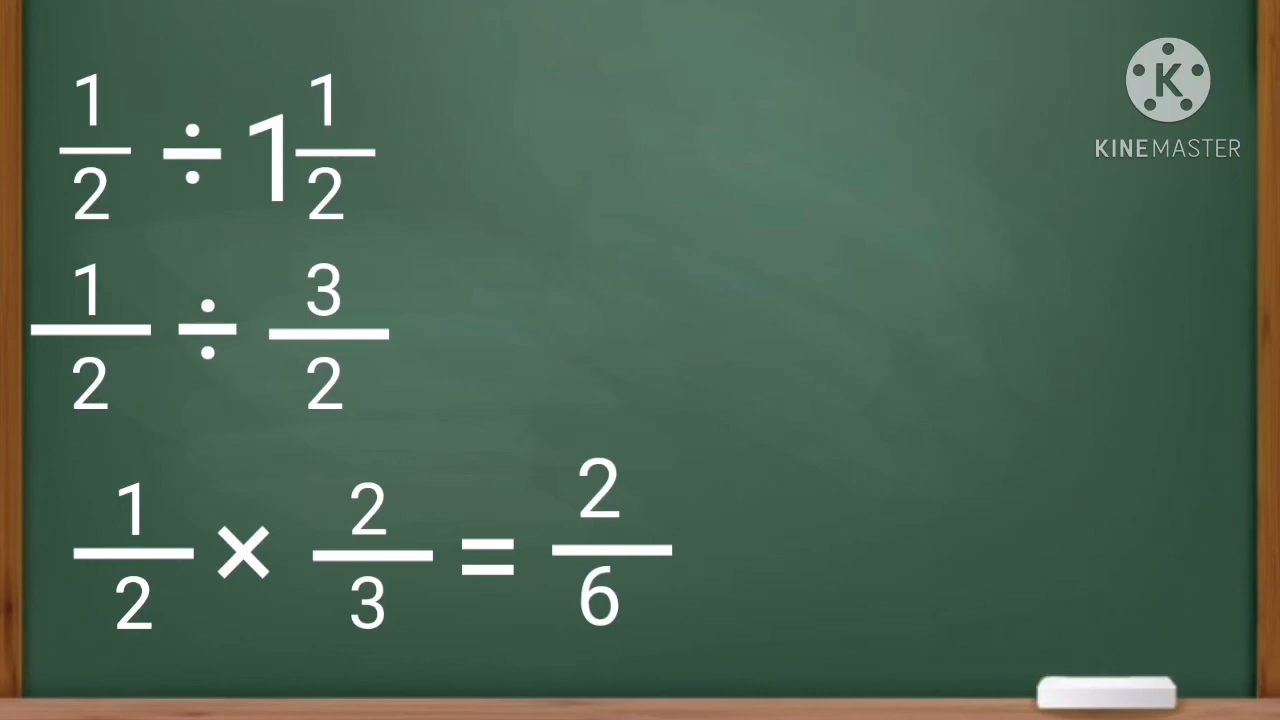 1/2 ÷ 1 1/2
1/2 ÷ 3/2
1/2 × 2/3 = 2/6
K
KINEMASTER